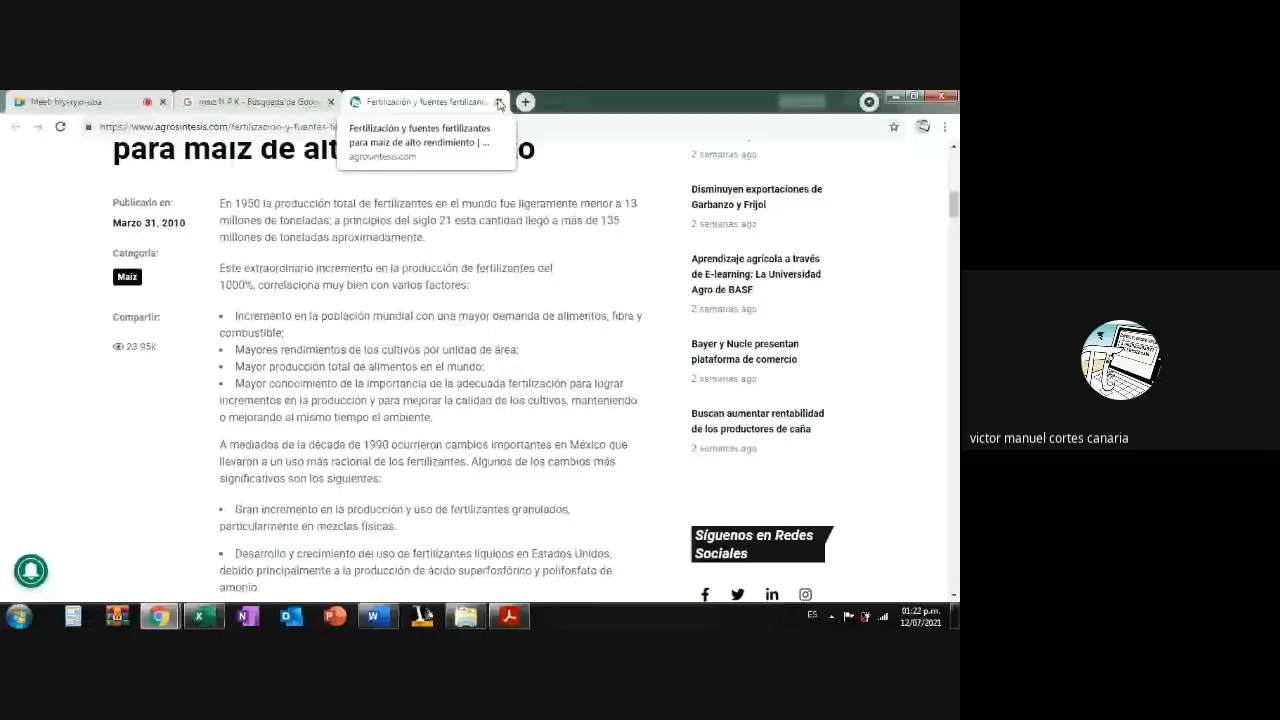 Meet: hiy-xyxr-uba
maiz N P K - Búsqueda de Goog
Fertilización y fuentes fertilizan
https://www.agrosintesis.com/fertilizacion-y-fuentes-fe
Fertilización y fuentes fertilizantes
para maíz de alto rendimiento | ...
agrosintesis.com
para maíz de alt
o
Publicado en:
Marzo 31, 2010
Categoria:
Maíz
Compartir:
23.95k
En 1950 la producción total de fertilizantes en el mundo fue ligeramente menor a 13
millones de toneladas; a principios del siglo 21 esta cantidad llegó a más de 135
millones de toneladas aproximadamente.
Este extraordinario incremento en la producción de fertilizantes del
1000%, correlaciona muy bien con varios factores:
▪ Incremento en la población mundial con una mayor demanda de alimentos, fibra y
combustible;
▪ Mayores rendimientos de los cultivos por unidad de área;
▪ Mayor producción total de alimentos en el mundo;
▪ Mayor conocimiento de la importancia de la adecuada fertilización para lograr
incrementos en la producción y para mejorar la calidad de los cultivos, manteniendo
o mejorando al mismo tiempo el ambiente.
A mediados de la década de 1990 ocurrieron cambios importantes en México que
llevaron a un uso más racional de los fertilizantes. Algunos de los cambios más
significativos son los siguientes:
▪ Gran incremento en la producción y uso de fertilizantes granulados,
particularmente en mezclas físicas.
▪ Desarrollo y crecimiento del uso de fertilizantes líquidos en Estados Unidos,
debido principalmente a la producción de ácido superfosfórico y polifosfato de
amonio.
2 semanas ago
Disminuyen exportaciones de
Garbanzo y Frijol
2 semanas ago
Aprendizaje agrícola a través
de E-learning: La Universidad
Agro de BASF
2 semanas ago
Bayer y Nucle presentan
plataforma de comercio
2 semanas ago
Buscan aumentar rentabilidad
de los productores de caña
2 semanas ago
Síguenos en Redes
Sociales
ES
01:22 p.m.
12/07/2021
victor manuel cortes canaria